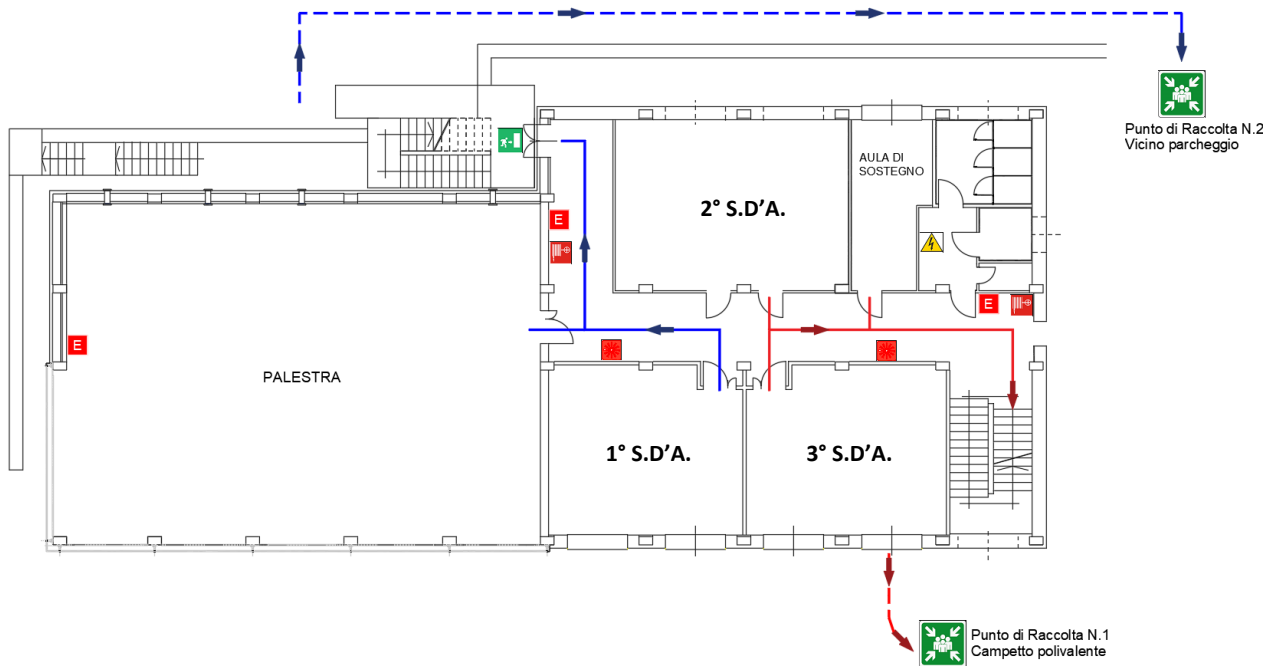 Punto di Raccolta N.2
Vicino parcheggio
AULA DI
SOSTEGNO
2° S.D’A.
E
E
E
PALESTRA
1° S.D’A.
3° S.D’A.
Punto di Raccolta N.1
Campetto polivalente